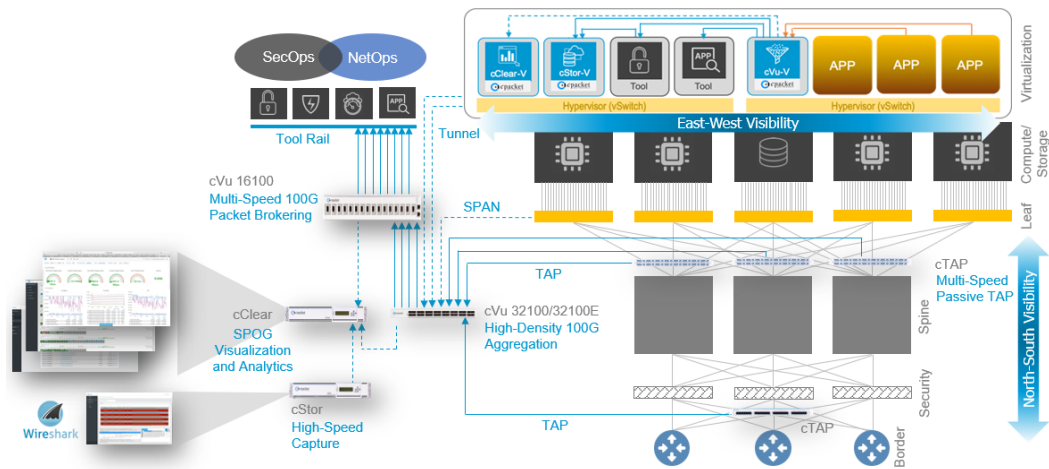 SecOps
NetOps
APP
Tool Rail
cClear-V
cPacket
cStor-V
cPacket
Tool
APP
Tool
cVu-V
cPacket
APP
APP
APP
Hypervisor (vSwitch)
Hypervisor (vSwitch)
Virtualization
Tunnel
East-West Visibility
Compute/
Storage
cVu 16100
Multi-Speed 100G
Packet Brokering
SPAN
Leaf
TAP
cTAP
Multi-Speed
Passive TAP
cClear
SPOG
Visualization
and Analytics
cVu 32100/32100E
High-Density 100G
Aggregation
Spine
North-South Visibility
cStor
High-Speed
Capture
Wireshark
TAP
Security
cTAP
Border